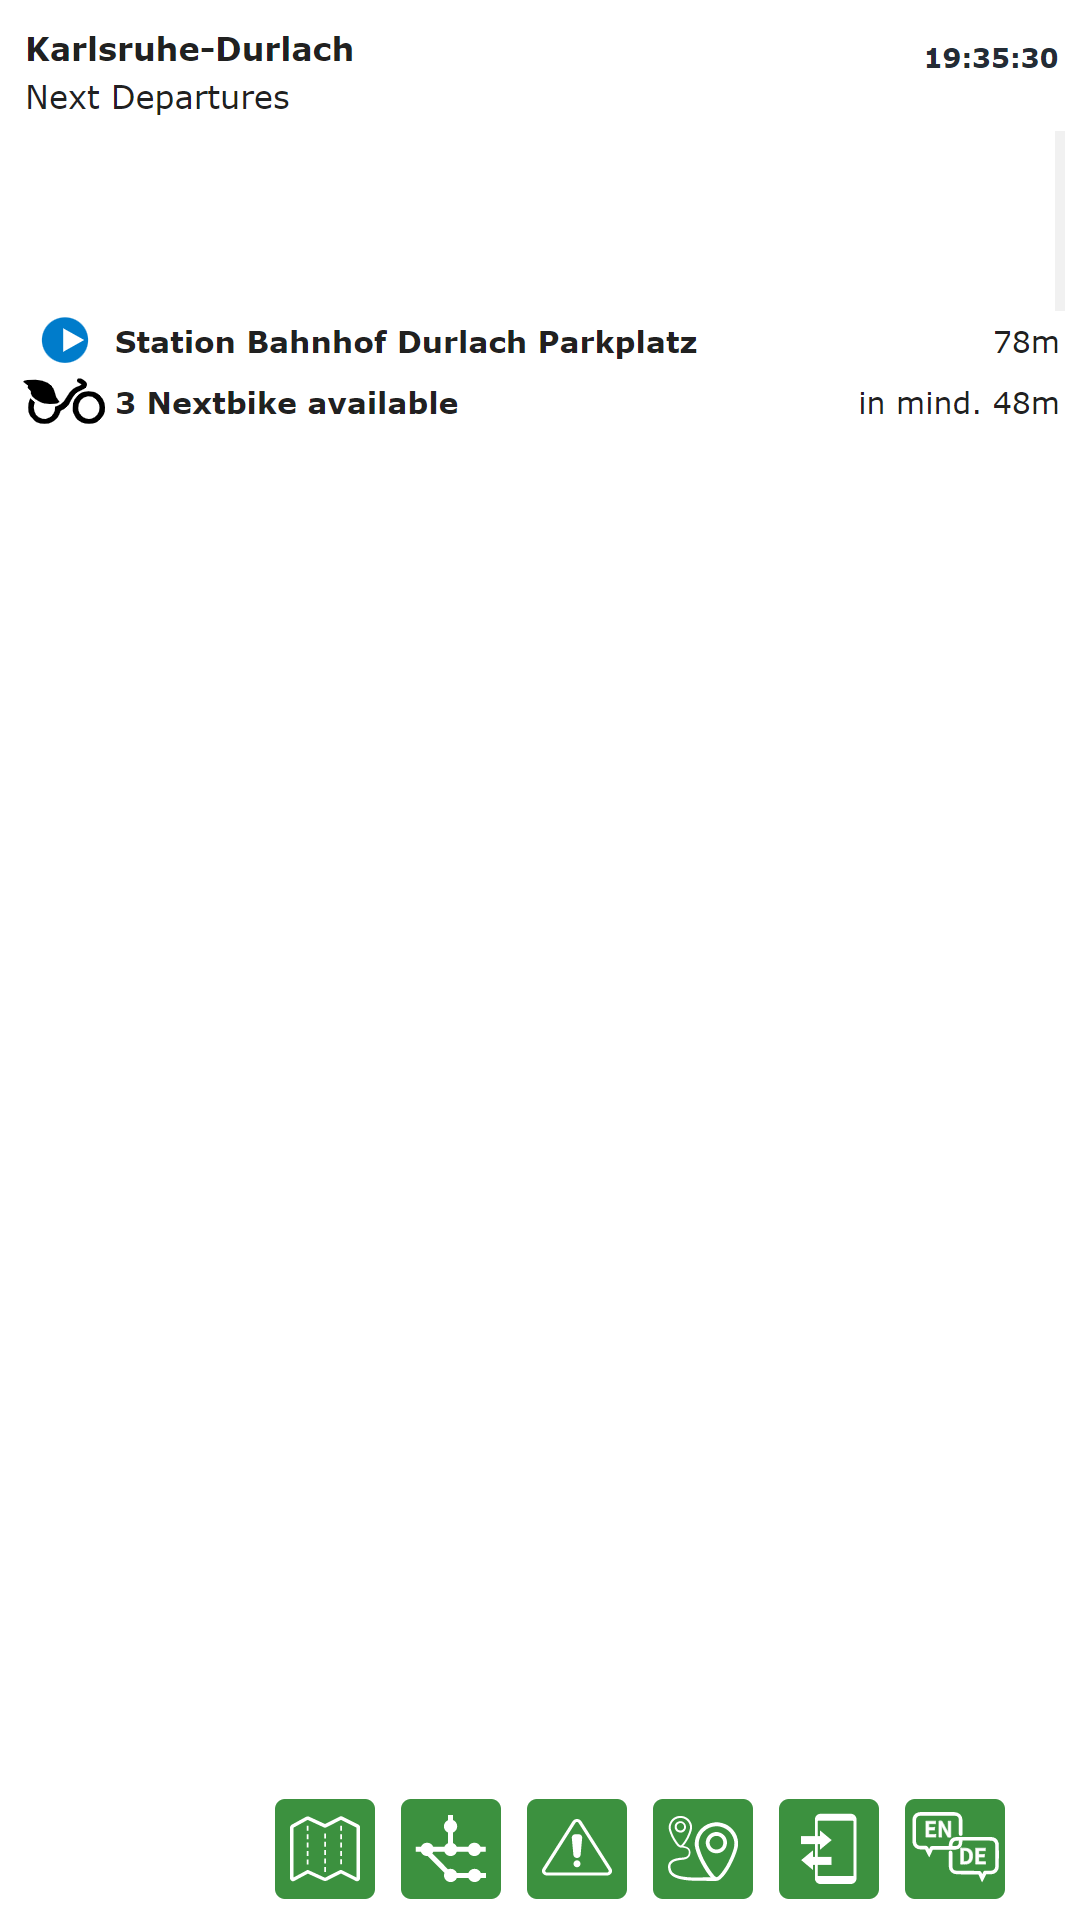 Karlsruhe-Durlach
19:35:30
Next Departures
Station Bahnhof Durlach Parkplatz 78m
3 Nextbike available in mind. 48m
EN
DE